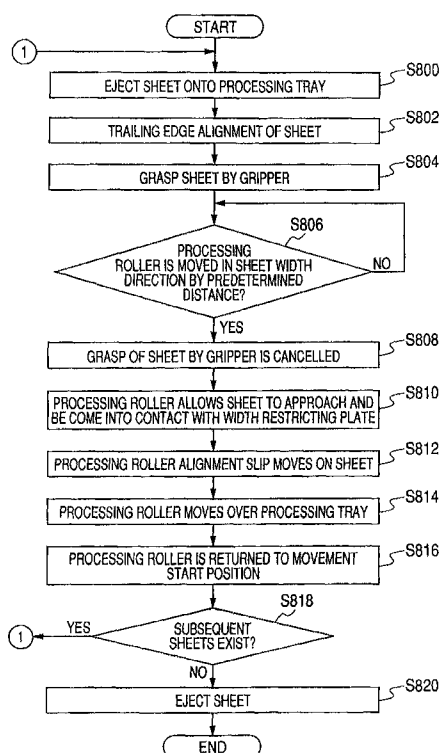 START
1
EJECT SHEET ONTO PROCESSING TRAY
S800
TRAILING EDGE ALIGNMENT OF SHEET
S802
GRASP SHEET BY GRIPPER
S804
S806
PROCESSING
ROLLER IS MOVED IN SHEET WIDTH
DIRECTION BY PREDETERMINED
DISTANCE?
NO
YES
GRASP OF SHEET BY GRIPPER IS CANCELLED
S808
PROCESSING ROLLER ALLOWS SHEET TO APPROACH AND
BE COME INTO CONTACT WITH WIDTH RESTRICTING PLATE
S810
PROCESSING ROLLER ALIGNMENT SLIP MOVES ON SHEET
S812
PROCESSING ROLLER MOVES OVER PROCESSING TRAY
S814
PROCESSING ROLLER IS RETURNED TO MOVEMENT
START POSITION
S816
S818
1
YES
SUBSEQUENT
SHEETS EXIST?
NO
EJECT SHEET
S820
END